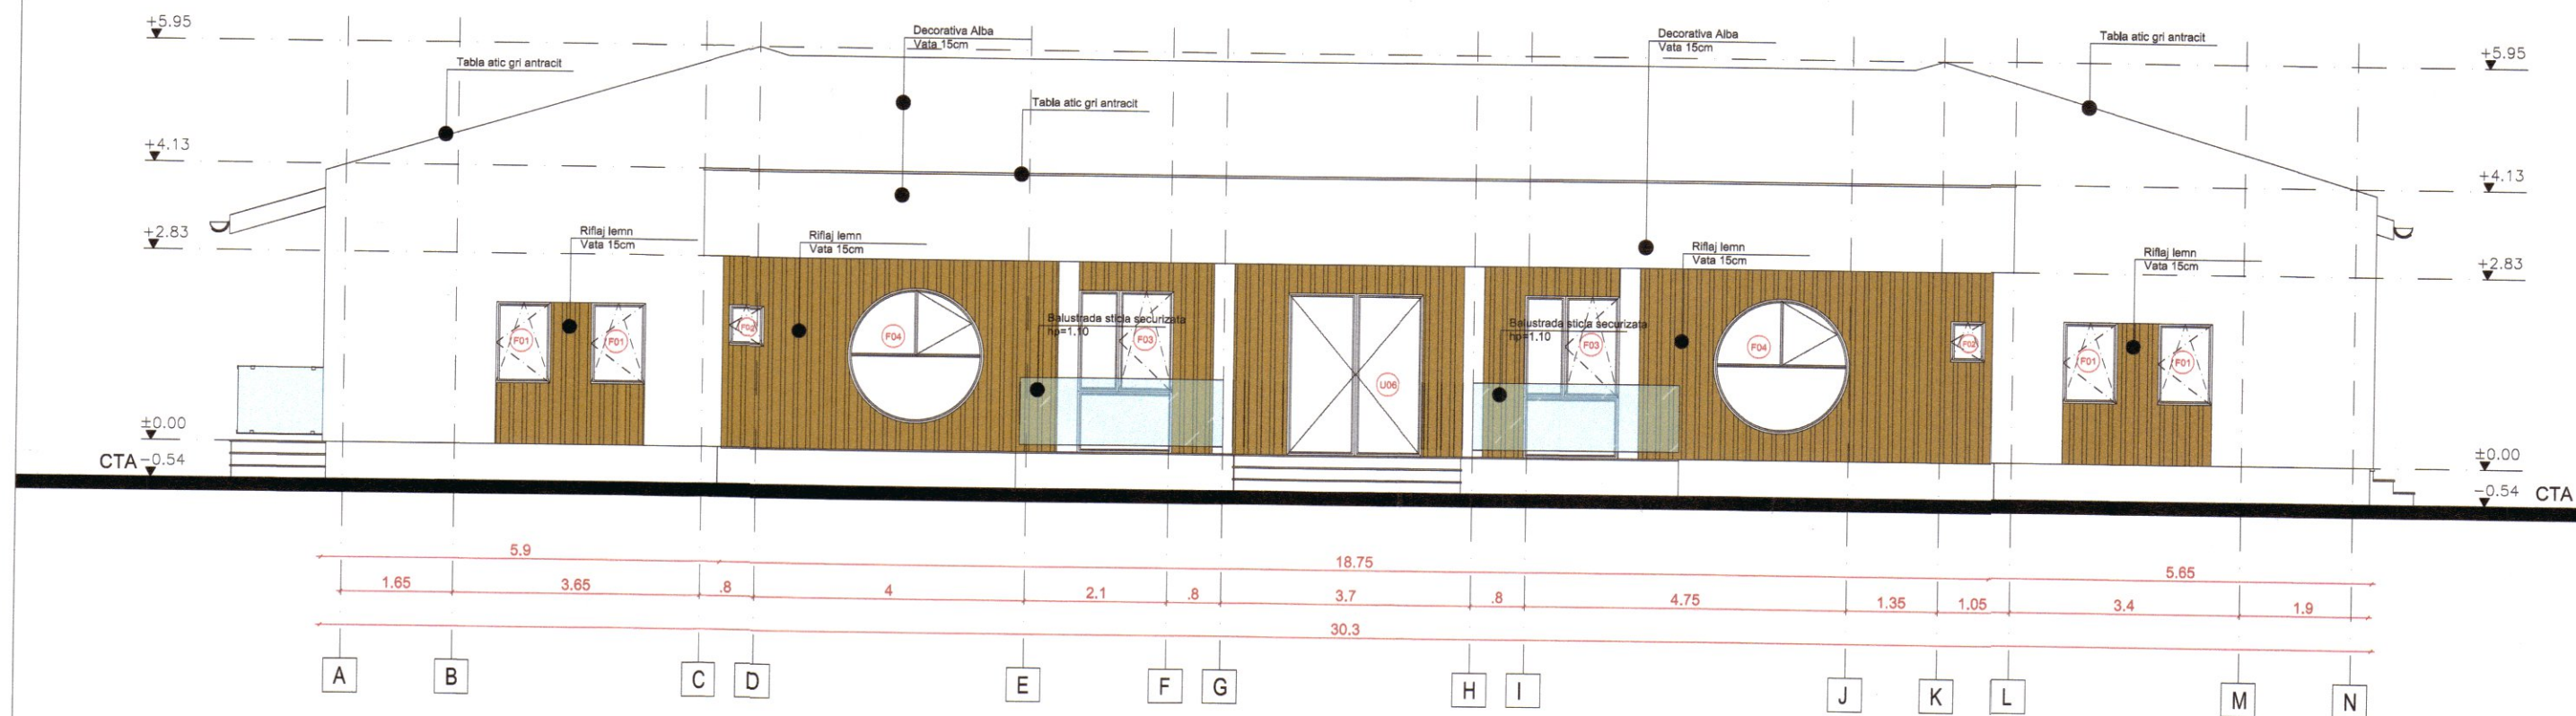 +5.95
Decorativa Alba
Vata 15cm
Decorativa Alba
Vata 15cm
Tabla atic gri antracit
+5.95
Tabla atic gri antracit
Tabla atic gri antracit
+4.13
+4.13
+2.83
Riflaj lemn
Vata 15cm
Riflaj lemn
Vata 15cm
Riflaj lemn
Vata 15cm
Riflaj lemn
Vata 15cm
+2.83
F01
F01
F02
F04
Balustrada sticla securizata
hp=1.10
F03
U06
Balustrada sticla securizata
hp=1.10
F03
F04
F02
F01
F01
±0.00
CTA -0.54
±0.00
-0.54 CTA
5.9
18.75
5.65
1.65
3.65
.8
4
2.1
.8
3.7
.8
4.75
1.35
1.05
3.4
1.9
30.3
A
B
C
D
E
F
G
H
I
J
K
L
M
N